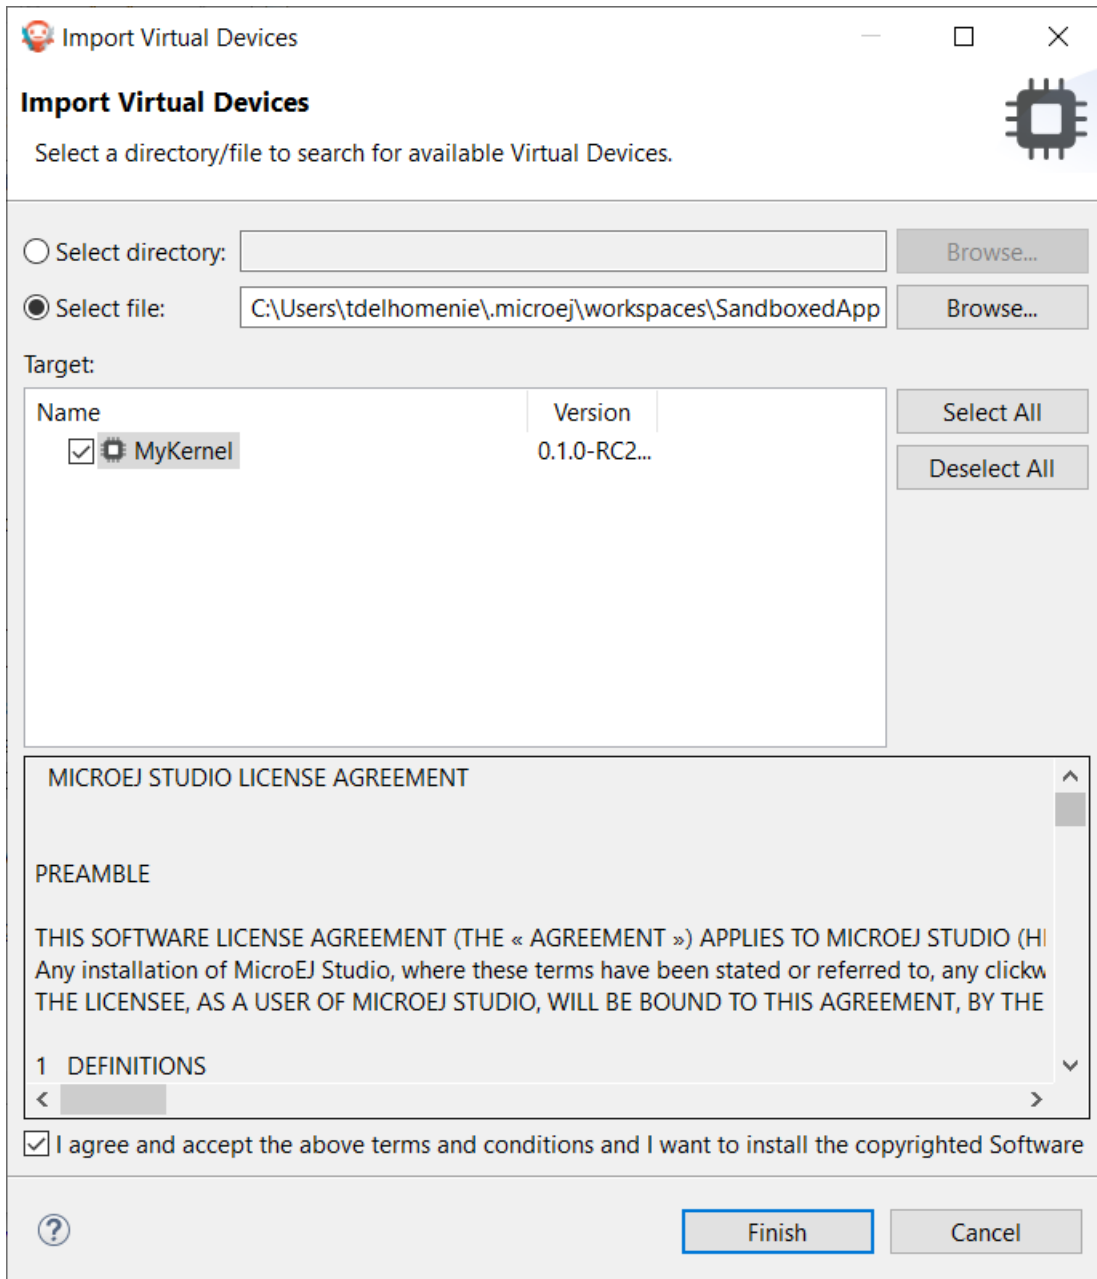 Import Virtual Devices
Import Virtual Devices
Select a directory/file to search for available Virtual Devices.
Select directory:
Browse...
Select file:
C:\Users\tdelhomenie\.microej\workspaces\SandboxedApp
Browse...
Target:
Name Version
Select All
MyKernel 0.1.0-RC2...
Deselect All
MICROEJ STUDIO LICENSE AGREEMENT
PREAMBLE
THIS SOFTWARE LICENSE AGREEMENT (THE « AGREEMENT ») APPLIES TO MICROEJ STUDIO
Any installation of MicroEJ Studio, where these terms have been stated or referred to, any
THE LICENSEE, AS A USER OF MICROEJ STUDIO, WILL BE BOUND TO THIS AGREEMENT, BY THE
1 DEFINITIONS
I agree and accept the above terms and conditions and I want to install the copyrighted Software
?
Finish
Cancel